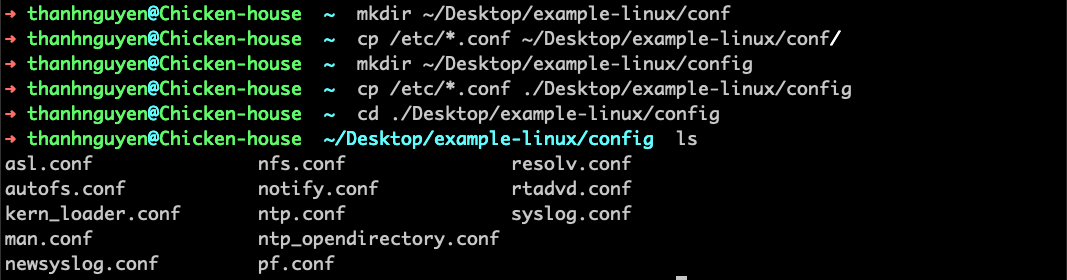 ➜ thanhnguyen@Chicken-house ~ mkdir ~/Desktop/example-linux/conf
➜ thanhnguyen@Chicken-house ~ cp /etc/*.conf ~/Desktop/example-linux/conf/
➜ thanhnguyen@Chicken-house ~ mkdir ~/Desktop/example-linux/config
➜ thanhnguyen@Chicken-house ~ cp /etc/*.conf ./Desktop/example-linux/config
➜ thanhnguyen@Chicken-house ~ cd ./Desktop/example-linux/config
➜ thanhnguyen@Chicken-house ~/Desktop/example-linux/config ls
asl.conf nfs.conf resolv.conf
autofs.conf notify.conf rtadvd.conf
kern_loader.conf ntp.conf syslog.conf
man.conf ntp_opendirectory.conf
newsyslog.conf pf.conf